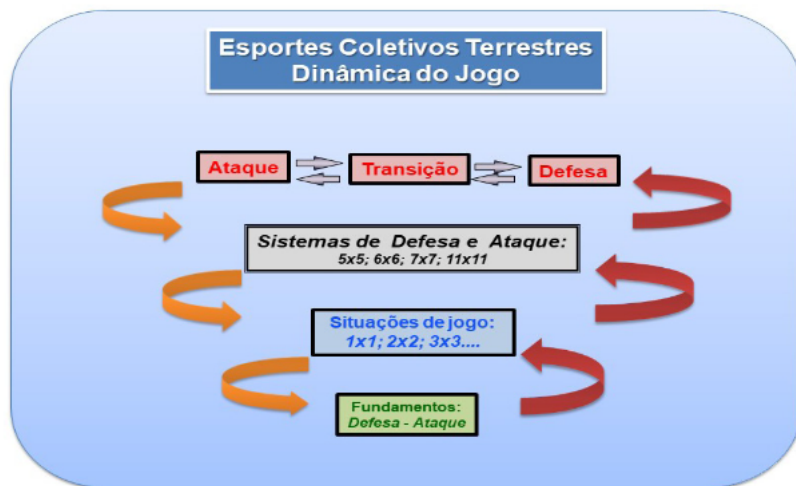 Esportes Coletivos Terrestres
Dinâmica do Jogo
Ataque
Transição
Defesa
Sistemas de Defesa e Ataque:
5x5; 6x6; 7x7; 11x11
Situações de jogo:
1x1; 2x2; 3x3....
Fundamentos:
Defesa - Ataque